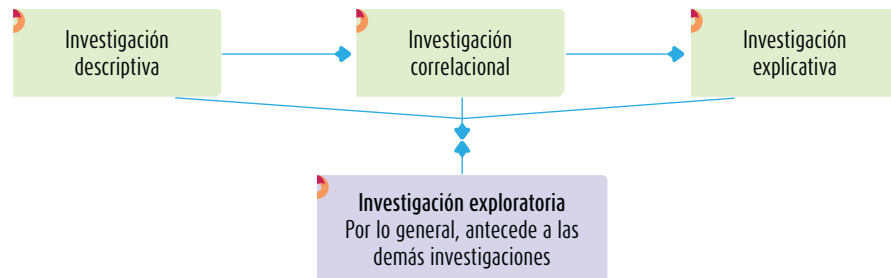 Investigación
descriptiva
Investigación
correlacional
Investigación
explicativa
Investigación exploratoria
Por lo general, antecede a las
demás investigaciones